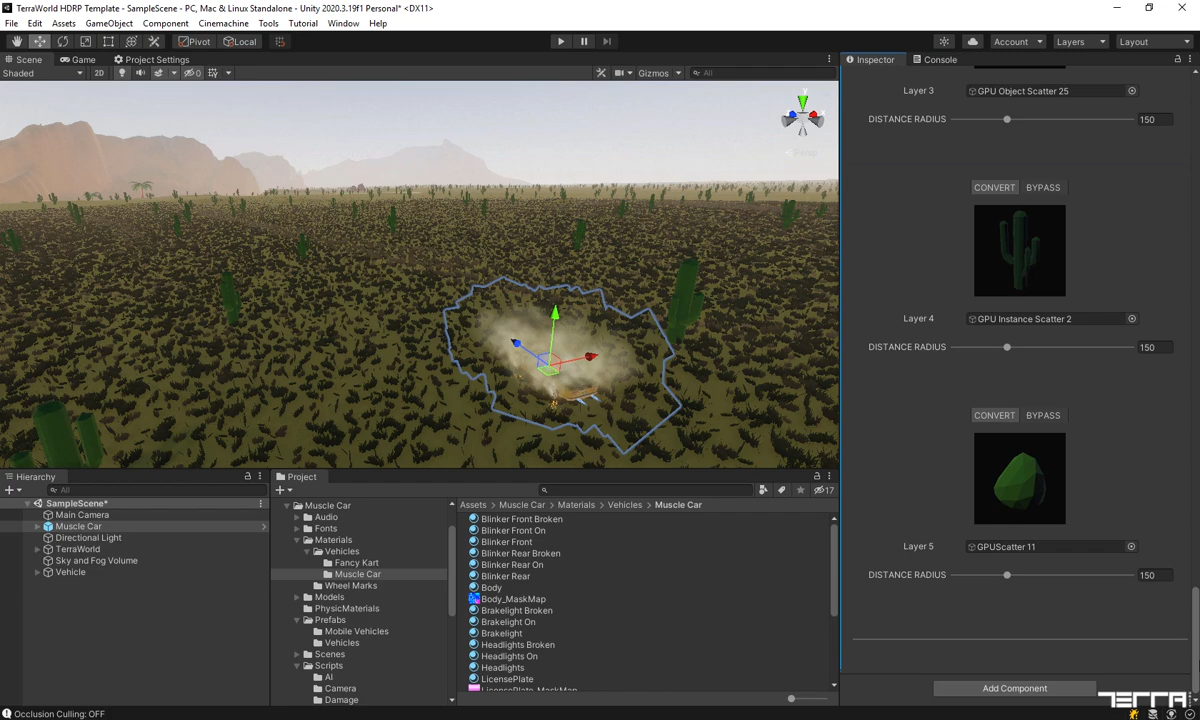 TerraWorld HDRP Template - SampleScene - PC, Mac & Linux Standalone - Unity 2020.3.19f1 Personal* <DX11>
File Edit Assets GameObject Component Cinemachine Tools Tutorial Window Help
Pivot Local Account Layers Layout
Scene Game Project Settings
Shaded 2D 0 Gizmos All
Y
Persp
Inspector Console
Layer 3 GPU Object Scatter 25
DISTANCE RADIUS 150
CONVERT BYPASS
Layer 4 GPU Instance Scatter 2
DISTANCE RADIUS 150
CONVERT BYPASS
Layer 5 GPUScatter 11
DISTANCE RADIUS 150
Add Component
TERRA
Hierarchy
All
SampleScene*
Main Camera
Muscle Car
Directional Light
TerraWorld
Sky and Fog Volume
Vehicle
Project
17
Muscle Car
Audio
Fonts
Materials
Vehicles
Fancy Kart
Muscle Car
Wheel Marks
Models
PhysicMaterials
Prefabs
Mobile Vehicles
Vehicles
Scenes
Scripts
AI
Camera
Damage
Assets > Muscle Car > Materials > Vehicles > Muscle Car
Blinker Front Broken
Blinker Front On
Blinker Front
Blinker Rear Broken
Blinker Rear On
Blinker Rear
Body
Body_MaskMap
Brakelight Broken
Brakelight On
Brakelight
Headlights Broken
Headlights On
Headlights
LicensePlate
LicensePlate_MaskMap
Occlusion Culling: OFF